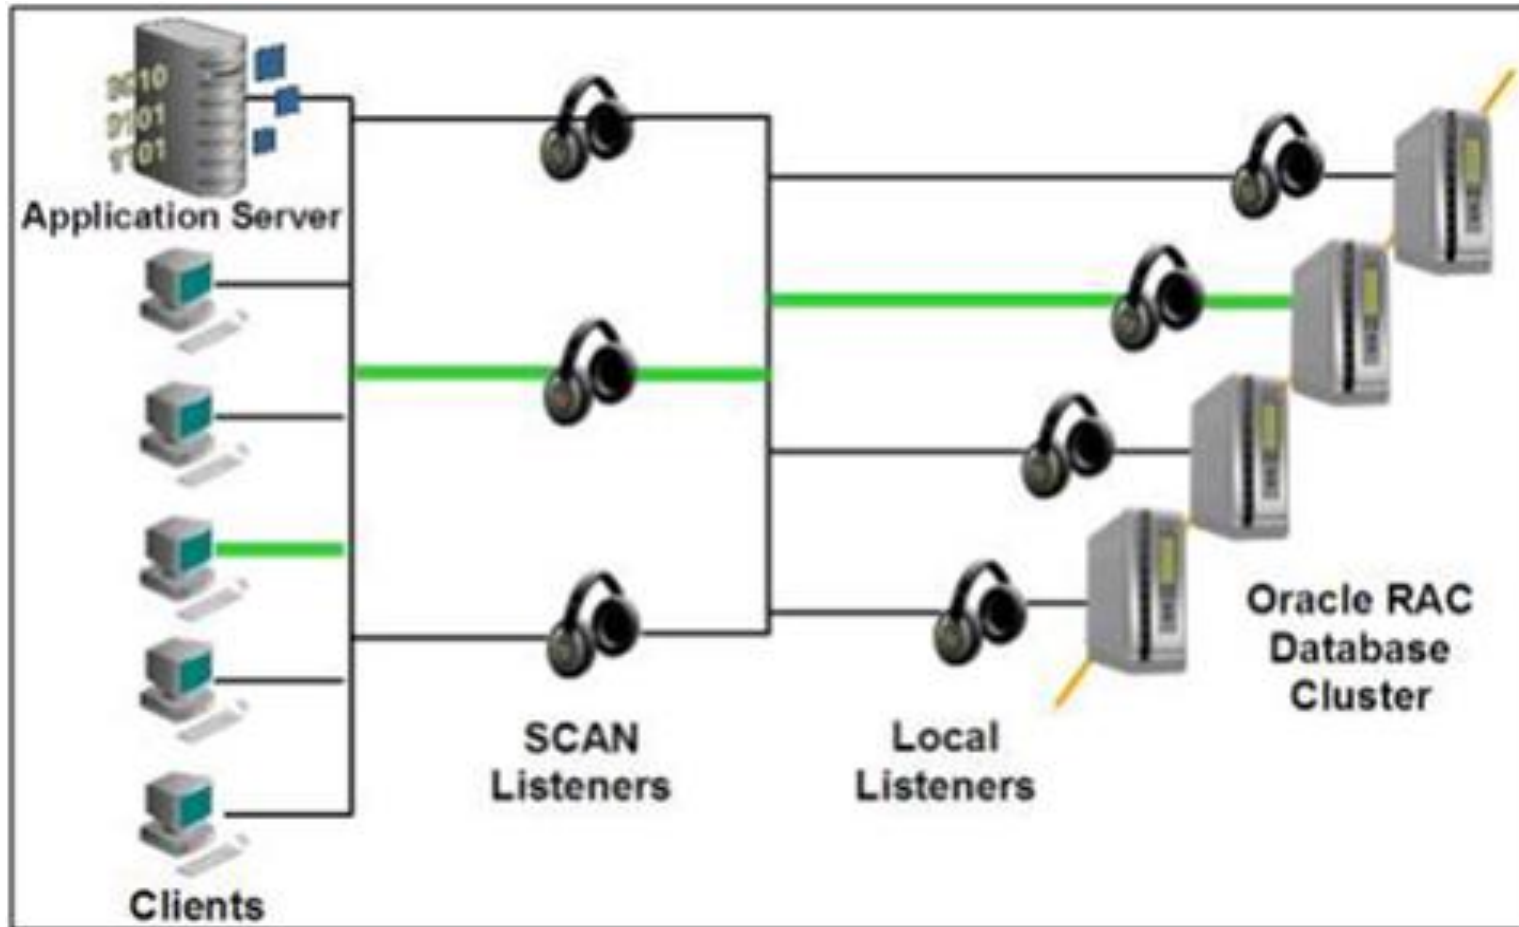 Application Server
SCAN
Listeners
Local
Listeners
Oracle RAC
Database
Cluster
Clients